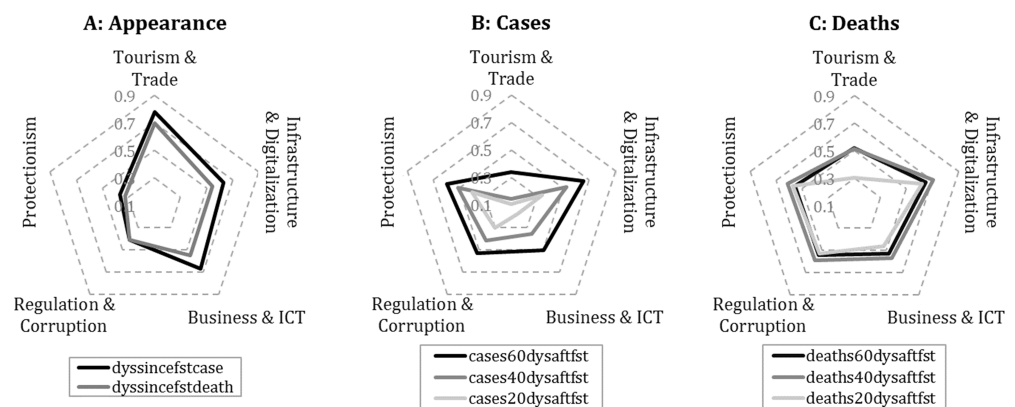 A: Appearance
Tourism &
Trade
0.9
0.7
0.5
0.3
0.1
Protectionism
Infrastructure
& Digitalization
Regulation &
Corruption
Business & ICT
dyssincefstcase
dyssincefstdeath
B: Cases
Tourism &
Trade
0.9
0.7
0.5
0.3
0.1
Protectionism
Infrastructure
& Digitalization
Regulation &
Corruption
Business & ICT
cases60dysaftfst
cases40dysaftfst
cases20dysaftfst
C: Deaths
Tourism &
Trade
0.9
0.7
0.5
0.3
0.1
Protectionism
Infrastructure
& Digitalization
Regulation &
Corruption
Business & ICT
deaths60dysaftfst
deaths40dysaftfst
deaths20dysaftfst